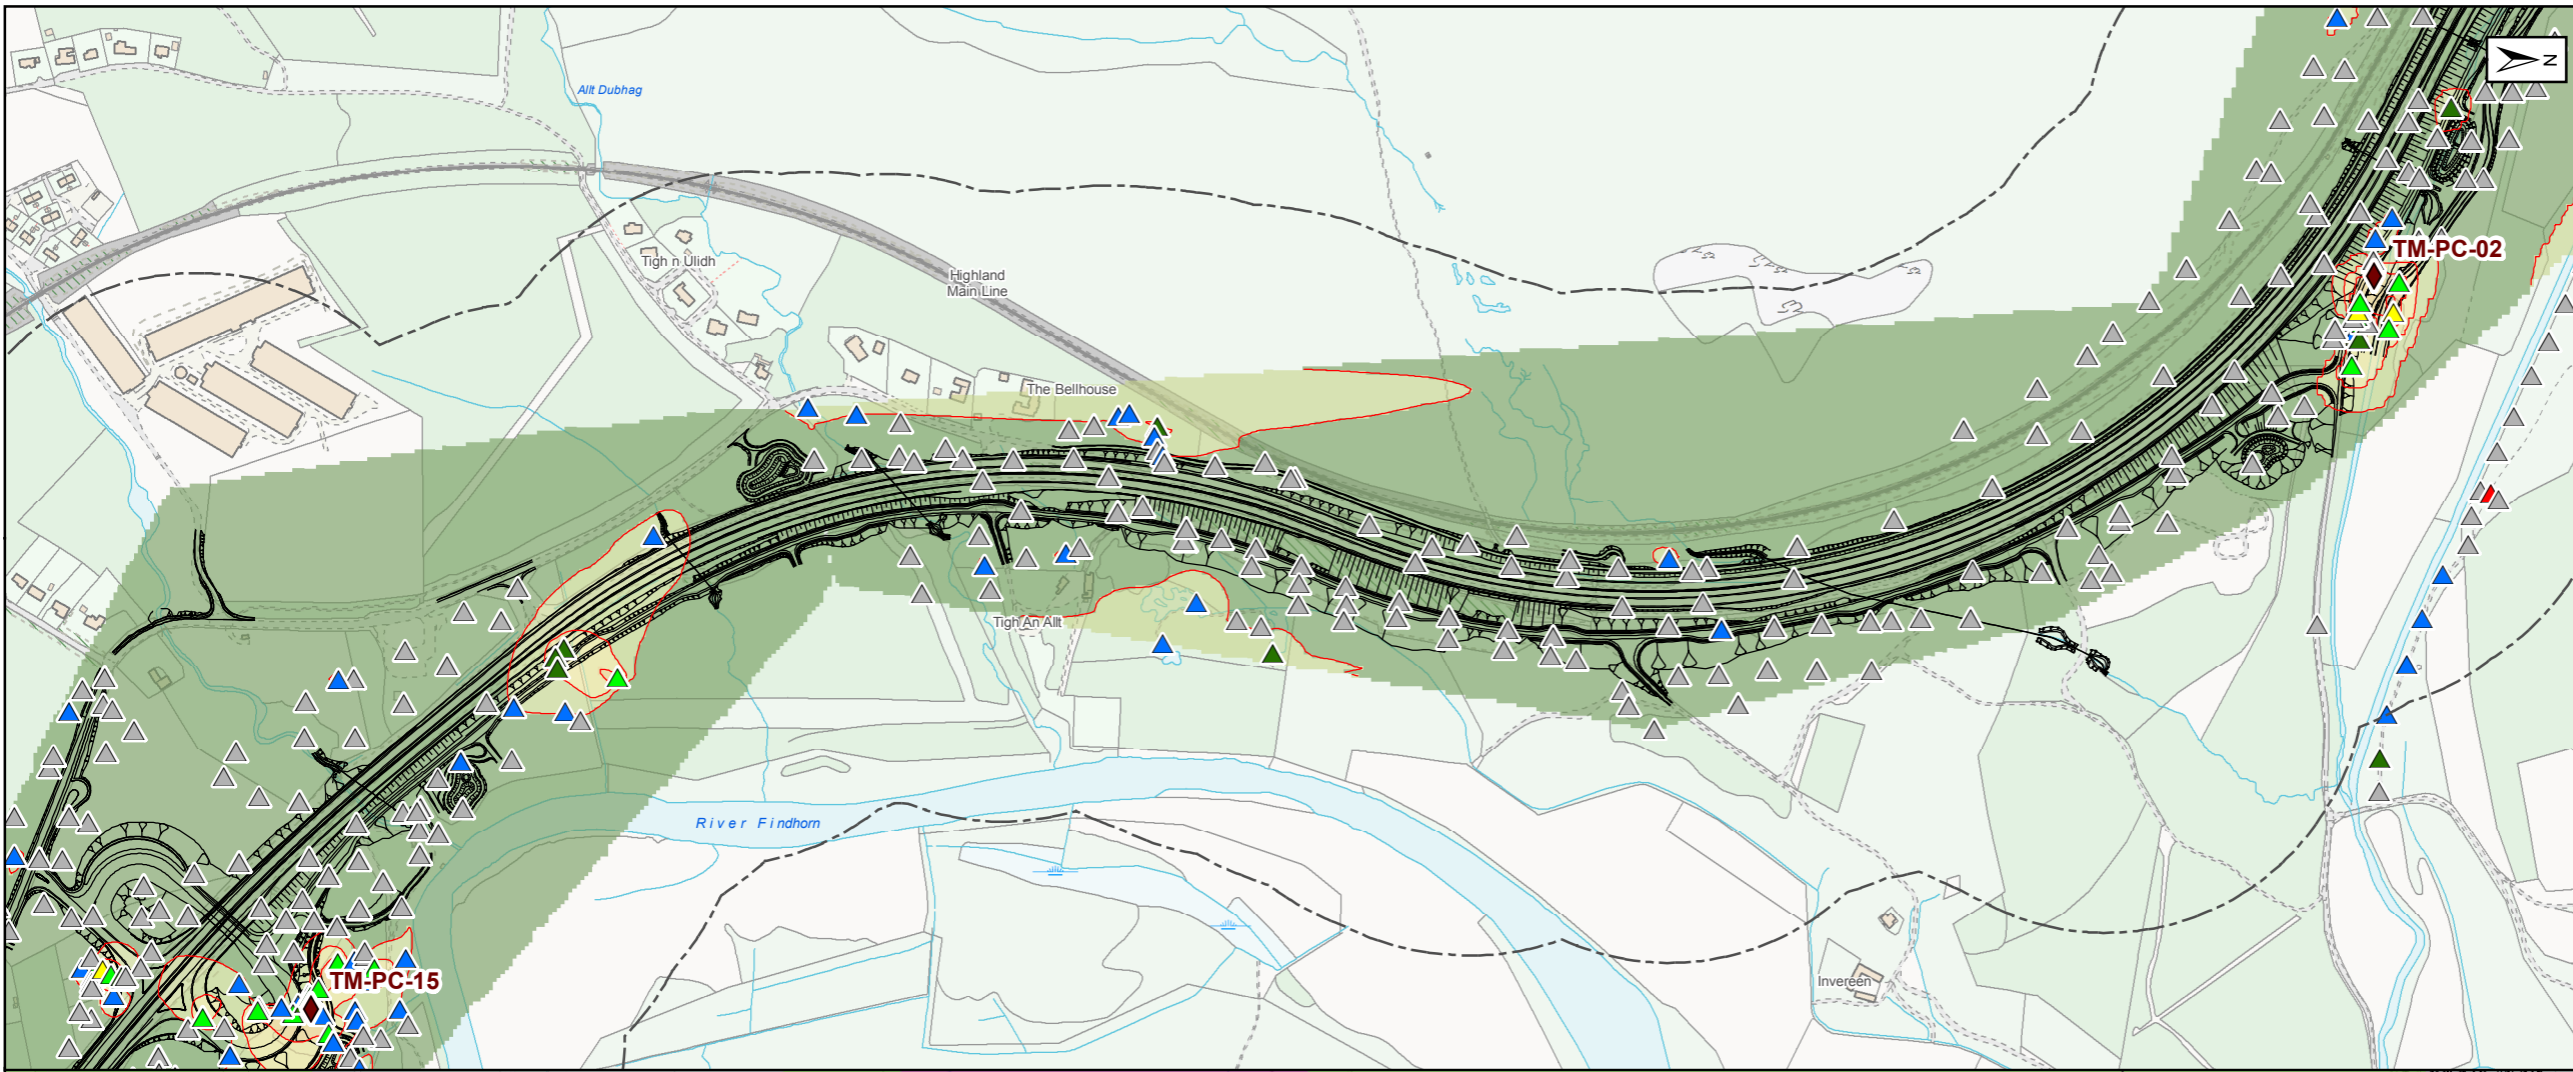 Allt Dubhag
N
TM-PC-02
Tigh n Ulidh
Highland
Main Line
The Bellhouse
Tigh An Allt
River Findhorn
TM-PC-15
Invereen